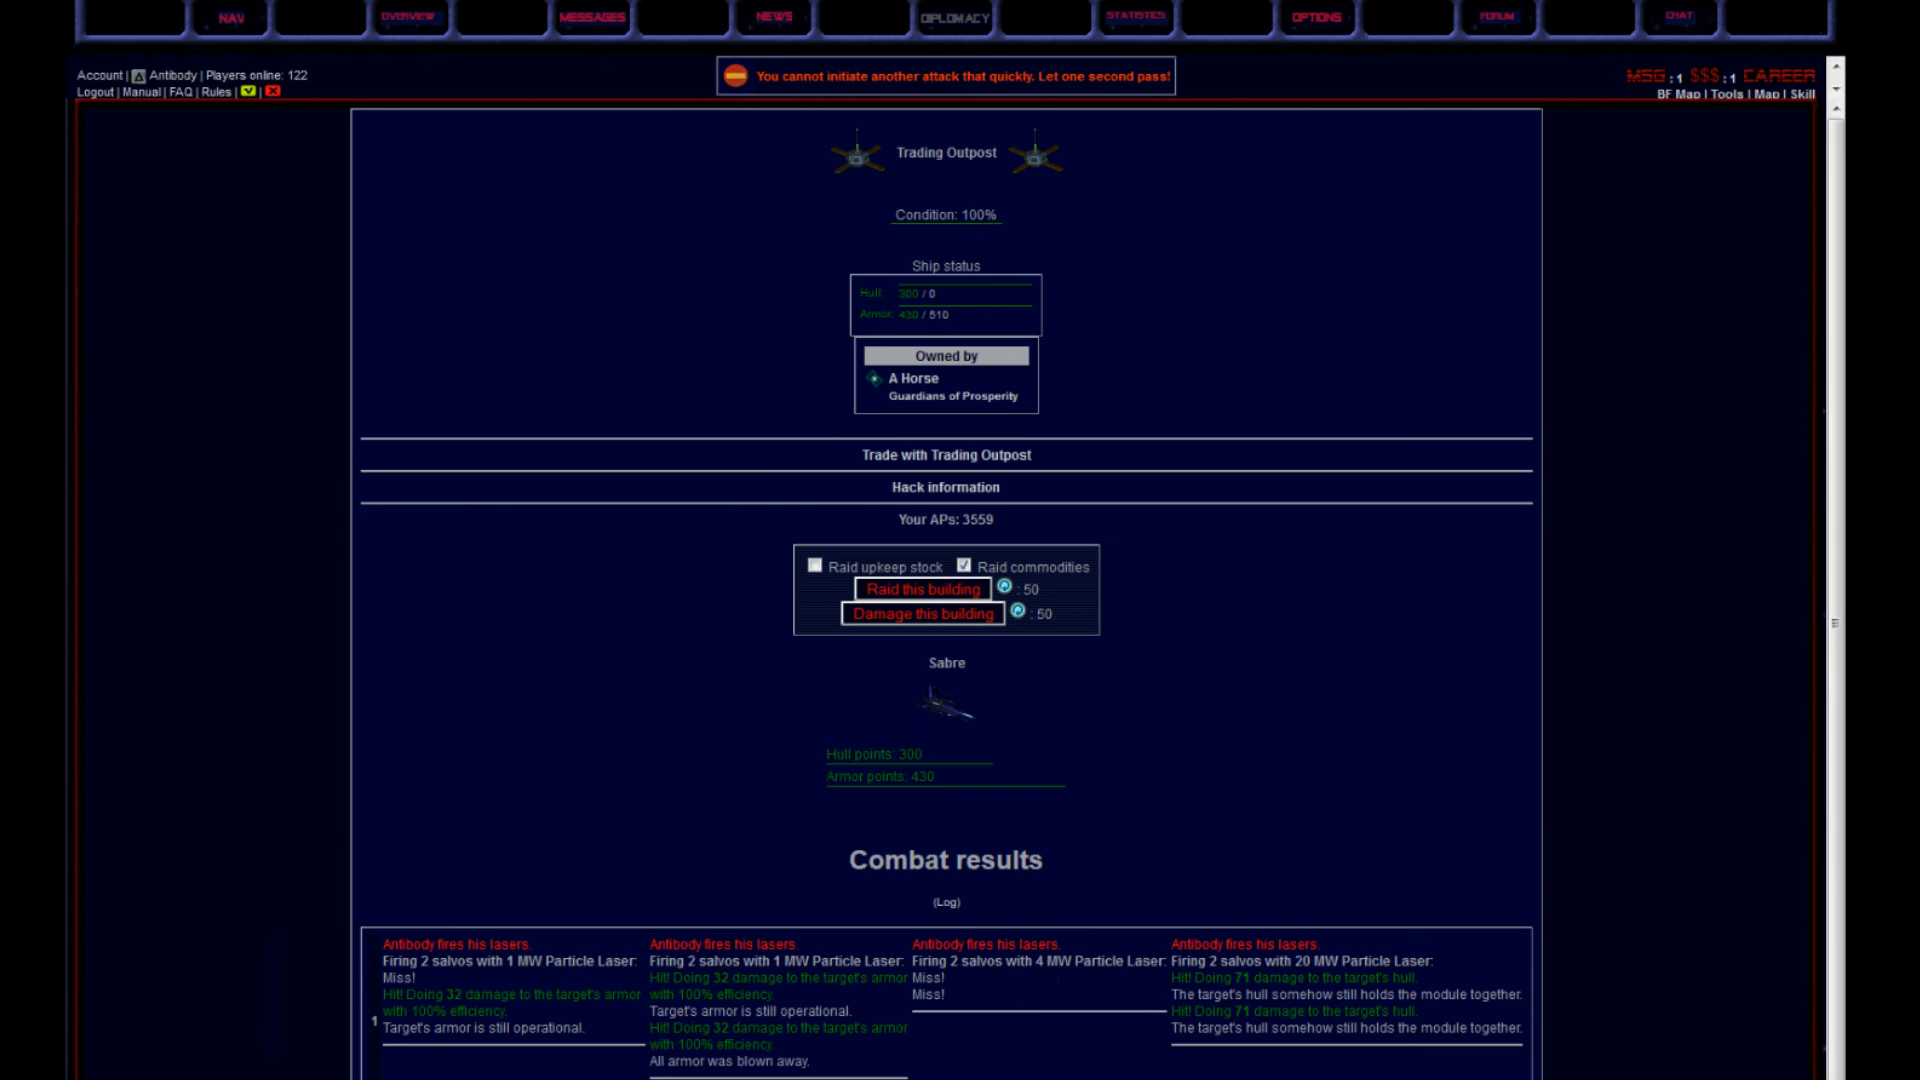 NAV OVERVIEW MESSAGES NEWS DIPLOMACY STATISTICS OPTIONS FORUM CHAT
Account | Antibody | Players online: 122
Logout | Manual | FAQ | Rules | |
You cannot initiate another attack that quickly. Let one second pass!
MSG : 1 $$$ : 1 CAREER
BF Map | Tools | Map | Skill
Trading Outpost
Condition: 100%
Ship status
Hull: 300 / 0
Armor: 430 / 510
Owned by
A Horse
Guardians of Prosperity
Trade with Trading Outpost
Hack information
Your APs: 3559
Raid upkeep stock Raid commodities
Raid this building : 50
Damage this building : 50
Sabre
Hull points: 300
Armor points: 430
Combat results
(Log)
1
Antibody fires his lasers.
Firing 2 salvos with 1 MW Particle Laser:
Miss!
Hit! Doing 32 damage to the target's armor
with 100% efficiency.
Target's armor is still operational.
Antibody fires his lasers.
Firing 2 salvos with 1 MW Particle Laser:
Hit! Doing 32 damage to the target's armor
with 100% efficiency.
Target's armor is still operational.
Hit! Doing 32 damage to the target's armor
with 100% efficiency.
All armor was blown away.
Antibody fires his lasers.
Firing 2 salvos with 4 MW Particle Laser:
Miss!
Miss!
Antibody fires his lasers.
Firing 2 salvos with 20 MW Particle Laser:
Hit! Doing 71 damage to the target's hull.
The target's hull somehow still holds the module together.
Hit! Doing 71 damage to the target's hull.
The target's hull somehow still holds the module together.